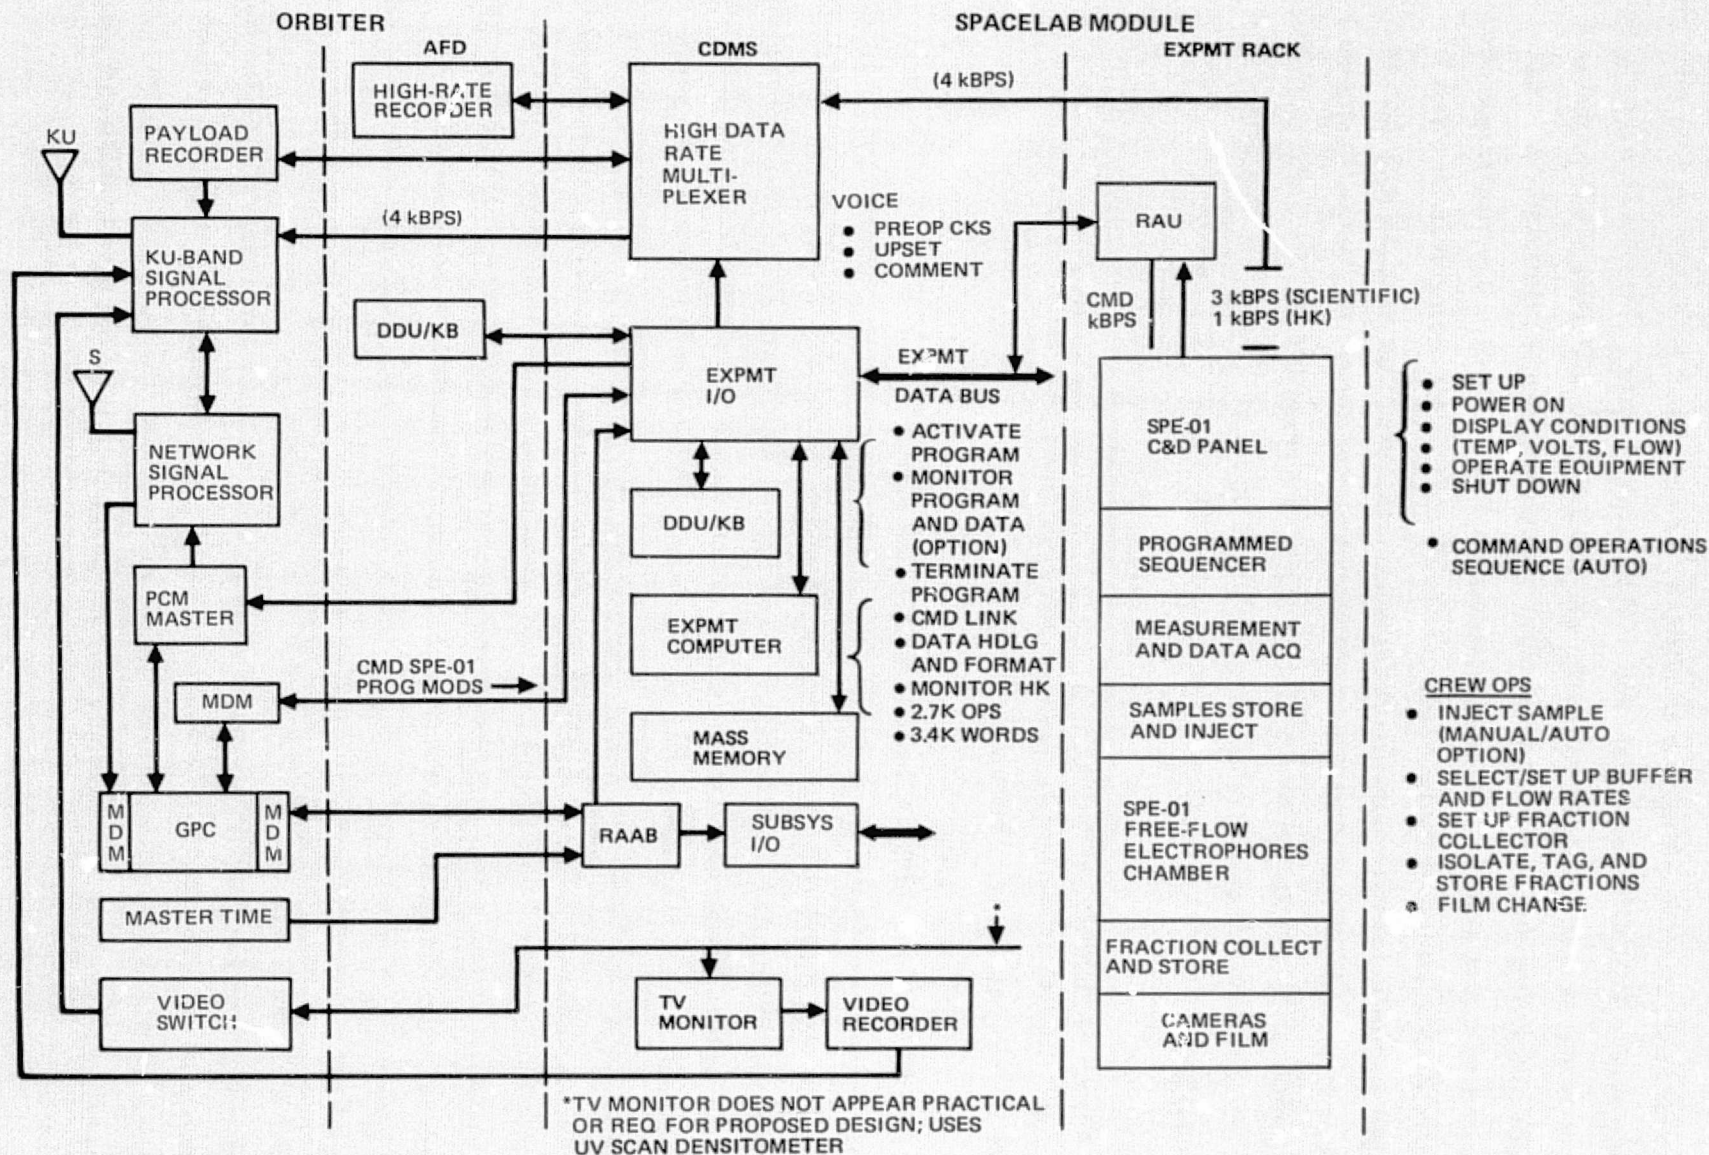 ORBITER
SPACELAB MODULE
AFD
CDMS
EXPMT RACK
KU
PAYLOAD
RECORDER
HIGH-RATE
RECORDER
HIGH DATA
RATE
MULTI-
PLEXER
(4 kBPS)
(4 kBPS)
KU-BAND
SIGNAL
PROCESSOR
VOICE
• PREOP CKS
• UPSET
• COMMENT
RAU
CMD
kBPS
3 kBPS (SCIENTIFIC)
1 kBPS (HK)
DDU/KB
EXPMT
I/O
EXPMT
DATA BUS
S
NETWORK
SIGNAL
PROCESSOR
PCM
MASTER
MDM
CMD SPE-01
PROG MODS
DDU/KB
EXPMT
COMPUTER
MASS
MEMORY
• ACTIVATE
PROGRAM
• MONITOR
PROGRAM
AND DATA
(OPTION)
• TERMINATE
PROGRAM
• CMD LINK
• DATA HDLG
AND FORMAT
• MONITOR HK
• 2.7K OPS
• 3.4K WORDS
SPE-01
C&D PANEL
PROGRAMMED
SEQUENCER
MEASUREMENT
AND DATA ACQ
SAMPLES STORE
AND INJECT
SPE-01
FREE-FLOW
ELECTROPHORES
CHAMBER
FRACTION COLLECT
AND STORE
CAMERAS
AND FILM
• SET UP
• POWER ON
• DISPLAY CONDITIONS
• (TEMP, VOLTS, FLOW)
• OPERATE EQUIPMENT
• SHUT DOWN
• COMMAND OPERATIONS
SEQUENCE (AUTO)
CREW OPS
• INJECT SAMPLE
(MANUAL/AUTO
OPTION)
• SELECT/SET UP BUFFER
AND FLOW RATES
• SET UP FRACTION
COLLECTOR
• ISOLATE, TAG, AND
STORE FRACTIONS
• FILM CHANGE
MDM
GPC
MDM
RAAB
SUBSYS
I/O
MASTER TIME
*
VIDEO
SWITCH
TV
MONITOR
VIDEO
RECORDER
*TV MONITOR DOES NOT APPEAR PRACTICAL
OR REQ FOR PROPOSED DESIGN; USES
UV SCAN DENSITOMETER